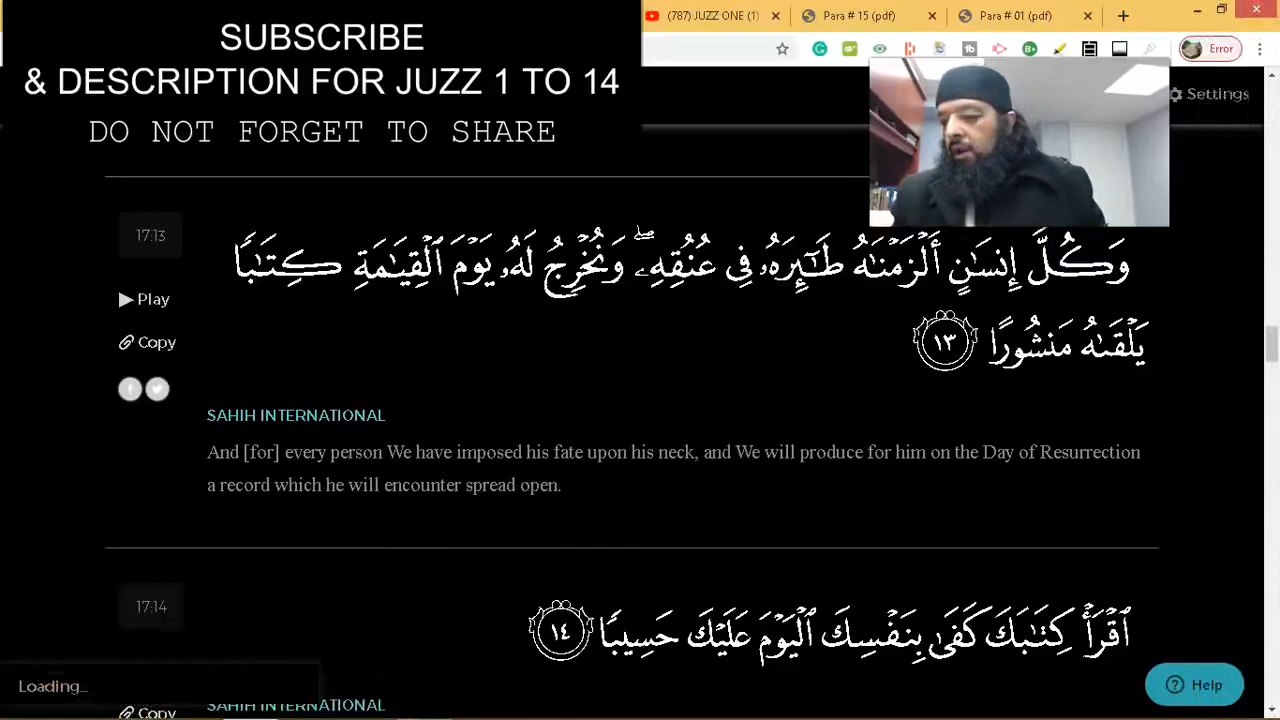 SUBSCRIBE
& DESCRIPTION FOR JUZZ 1 TO 14
DO NOT FORGET TO SHARE
(787) JUZZ ONE (1)
Para # 15 (pdf)
Para # 01 (pdf)
Error
Settings
17:13
وَكُلَّ إِنسَـٰنٍ أَلْزَمْنَـٰهُ طَـٰٓئِرَهُۥ فِى عُنُقِهِۦ ۖ وَنُخْرِجُ لَهُۥ يَوْمَ ٱلْقِيَـٰمَةِ كِتَـٰبًا
يَلْقَىٰهُ مَنشُورًا ١٣
Play
Copy
SAHIH INTERNATIONAL
And [for] every person We have imposed his fate upon his neck, and We will produce for him on the Day of Resurrection
a record which he will encounter spread open.
17:14
ٱقْرَأْ كِتَـٰبَكَ كَفَىٰ بِنَفْسِكَ ٱلْيَوْمَ عَلَيْكَ حَسِيبًا ١٤
Loading...
Help
SAHIH INTERNATIONAL
Copy